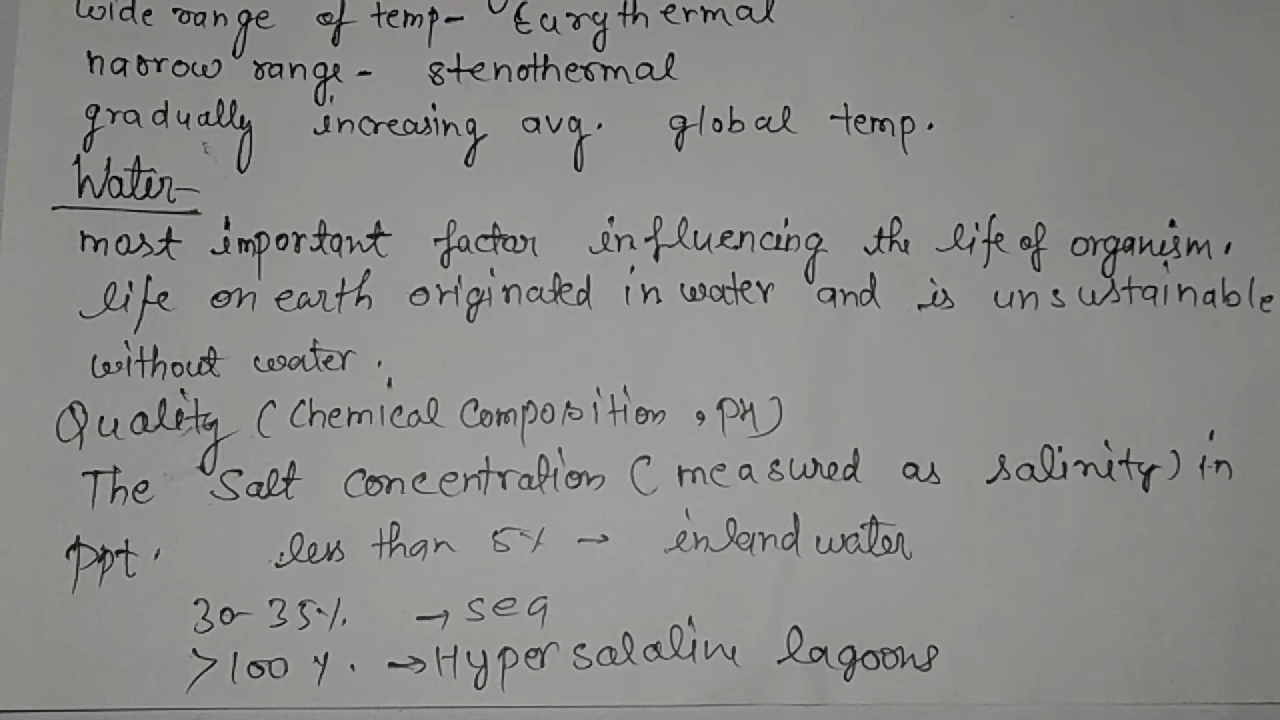 wide range of temp- Eurythermal
narrow range - stenothermal
gradually increasing avg. global temp.
Water-
most important factor influencing the life of organism.
life on earth originated in water and is unsustainable
without water.
Quality (Chemical Composition, PH)
The Salt concentration (measured as salinity) in
ppt. less than 5% → inland water
30-35%. → sea
>100%. → Hypersalaline lagoons